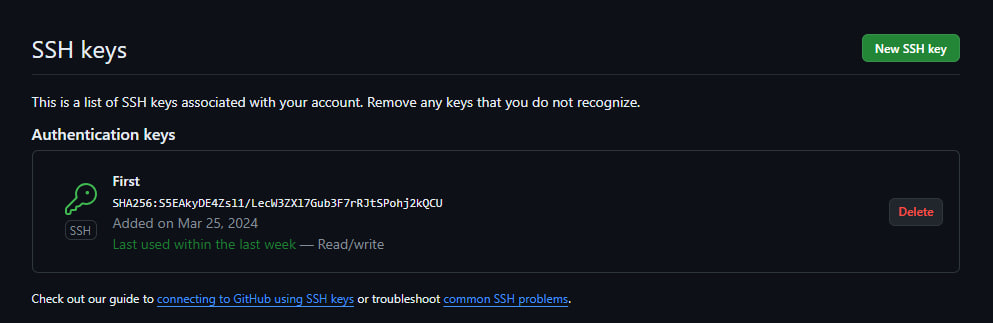 SSH keys
New SSH key
This is a list of SSH keys associated with your account. Remove any keys that you do not recognize.
Authentication keys
First
SHA256:S5EAkyDE4Zsl1/LecW3ZXl7Gub3F7rRJtSPohj2kQCU
Added on Mar 25, 2024
Last used within the last week — Read/write
SSH
Delete
Check out our guide to connecting to GitHub using SSH keys or troubleshoot common SSH problems.